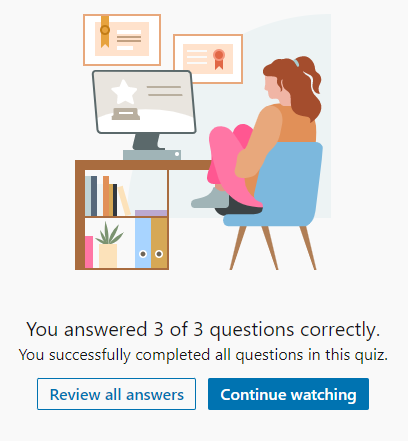 You answered 3 of 3 questions correctly.
You successfully completed all questions in this quiz.
Review all answers
Continue watching